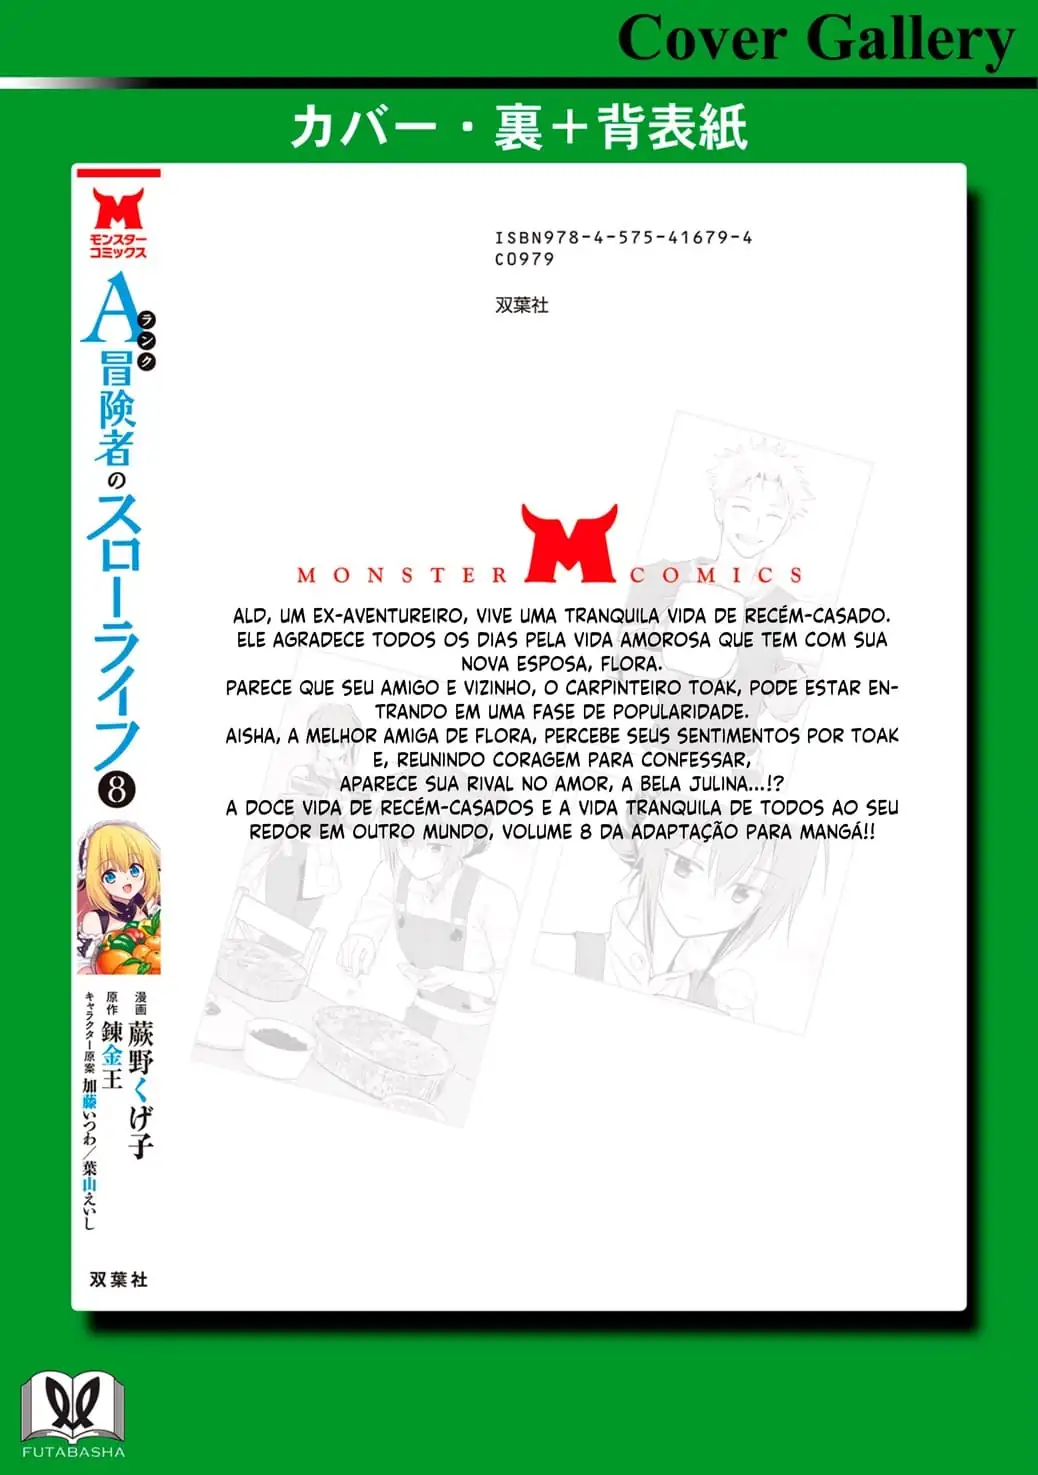 Cover Gallery
カバー・裏＋背表紙
モンスター
コミックス
Aランク冒険者のスローライフ 8
漫画 蕨野くげ子
原作 錬金王
キャラクター原案 加藤いつわ／葉山えいし
双葉社
ISBN978-4-575-41679-4
C0979
双葉社
MONSTER M COMICS
ALD, UM EX-AVENTUREIRO, VIVE UMA TRANQUILA VIDA DE RECÉM-CASADO.
ELE AGRADECE TODOS OS DIAS PELA VIDA AMOROSA QUE TEM COM SUA
NOVA ESPOSA, FLORA.
PARECE QUE SEU AMIGO E VIZINHO, O CARPINTEIRO TOAK, PODE ESTAR EN-
TRANDO EM UMA FASE DE POPULARIDADE.
AISHA, A MELHOR AMIGA DE FLORA, PERCEBE SEUS SENTIMENTOS POR TOAK
E, REUNINDO CORAGEM PARA CONFESSAR,
APARECE SUA RIVAL NO AMOR, A BELA JULINA...!?
A DOCE VIDA DE RECÉM-CASADOS E A VIDA TRANQUILA DE TODOS AO SEU
REDOR EM OUTRO MUNDO, VOLUME 8 DA ADAPTAÇÃO PARA MANGÁ!!
FUTABASHA